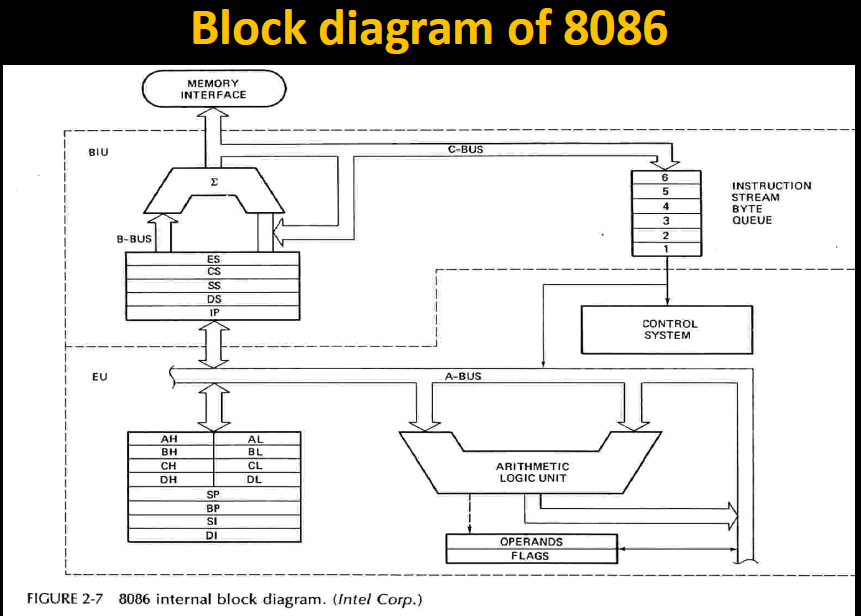 Block diagram of 8086
MEMORY
INTERFACE
BIU
C-BUS
Σ
B-BUS
6
5
4
3
2
1
INSTRUCTION
STREAM
BYTE
QUEUE
ES
CS
SS
DS
IP
CONTROL
SYSTEM
EU
A-BUS
AH AL
BH BL
CH CL
DH DL
SP
BP
SI
DI
ARITHMETIC
LOGIC UNIT
OPERANDS
FLAGS
FIGURE 2-7 8086 internal block diagram. (Intel Corp.)